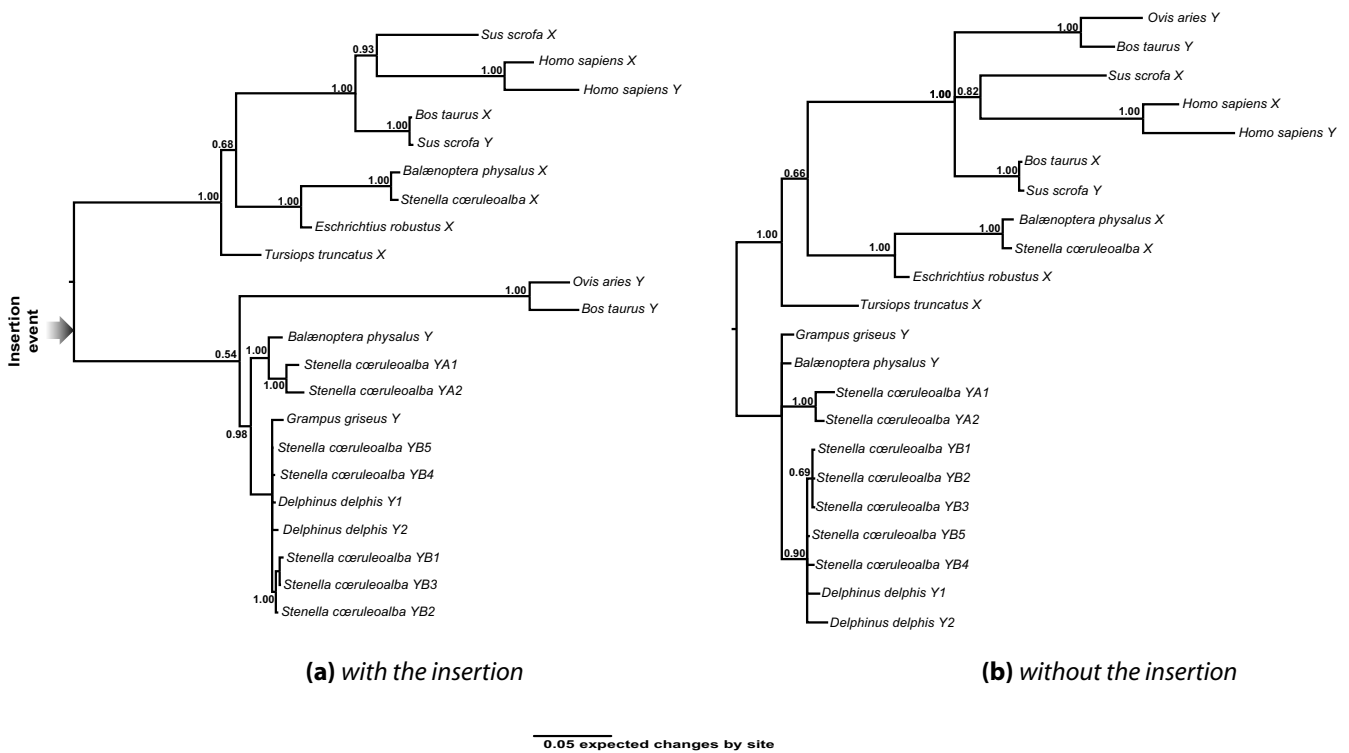 Sus scrofa X
0.93
Homo sapiens X
1.00
Homo sapiens Y
1.00
Bos taurus X
1.00
Sus scrofa Y
0.68
Balænoptera physalus X
1.00
Stenella cœruleoalba X
1.00
1.00
Eschrichtius robustus X
Tursiops truncatus X
Insertion
event
Ovis aries Y
1.00
Bos taurus Y
Balænoptera physalus Y
0.54
1.00
Stenella cœruleoalba YA1
1.00
Stenella cœruleoalba YA2
Grampus griseus Y
0.98
Stenella cœruleoalba YB5
Stenella cœruleoalba YB4
Delphinus delphis Y1
Delphinus delphis Y2
Stenella cœruleoalba YB1
Stenella cœruleoalba YB3
1.00
Stenella cœruleoalba YB2
(a) with the insertion
Ovis aries Y
1.00
Bos taurus Y
Sus scrofa X
1.00
0.82
Homo sapiens X
1.00
Homo sapiens Y
Bos taurus X
1.00
Sus scrofa Y
0.66
Balænoptera physalus X
1.00
Stenella cœruleoalba X
1.00
1.00
Eschrichtius robustus X
Tursiops truncatus X
Grampus griseus Y
Balænoptera physalus Y
Stenella cœruleoalba YA1
1.00
Stenella cœruleoalba YA2
Stenella cœruleoalba YB1
0.69
Stenella cœruleoalba YB2
Stenella cœruleoalba YB3
Stenella cœruleoalba YB5
0.90
Stenella cœruleoalba YB4
Delphinus delphis Y1
Delphinus delphis Y2
(b) without the insertion
0.05 expected changes by site